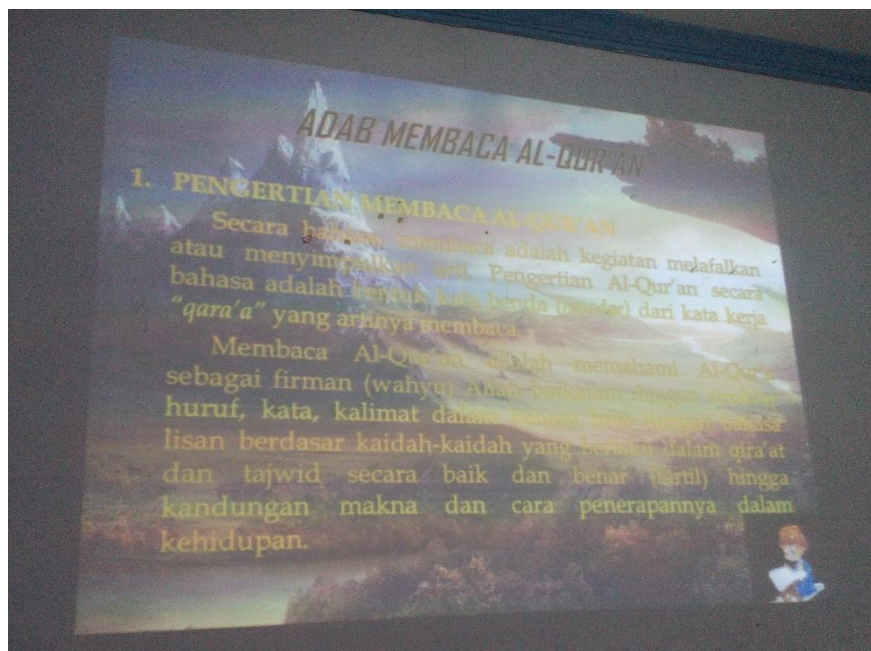 ADAB MEMBACA AL-QUR'AN
1. PENGERTIAN MEMBACA AL-QUR'AN
Secara membaca adalah kegiatan melafalkan
atau menyimpulkan arti. Pengertian Al-Qur'an secara
bahasa adalah bentuk kata benda (masdar) dari kata kerja
"qara'a" yang artinya membaca.
Membaca Al-Qur'an adalah memahami Al-Qur'an
sebagai firman (wahyu) Allah
huruf, kata, kalimat dalam bahasa
lisan berdasar kaidah-kaidah yang berlaku dalam qira'at
dan tajwid secara baik dan benar (tartil) hingga
kandungan makna dan cara penerapannya dalam
kehidupan.